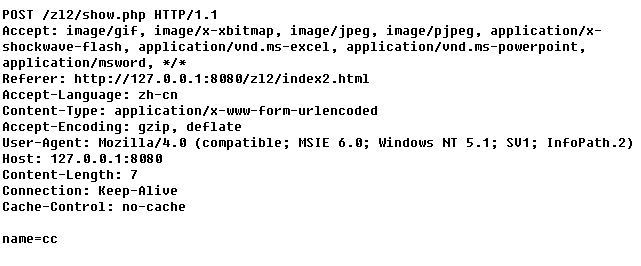 POST /zl2/show.php HTTP/1.1
Accept: image/gif, image/x-xbitmap, image/jpeg, image/pjpeg, application/x-
shockwave-flash, application/vnd.ms-excel, application/vnd.ms-powerpoint,
application/msword, */*
Referer: http://127.0.0.1:8080/zl2/index2.html
Accept-Language: zh-cn
Content-Type: application/x-www-form-urlencoded
Accept-Encoding: gzip, deflate
User-Agent: Mozilla/4.0 (compatible; MSIE 6.0; Windows NT 5.1; SV1; InfoPath.2)
Host: 127.0.0.1:8080
Content-Length: 7
Connection: Keep-Alive
Cache-Control: no-cache

name=cc